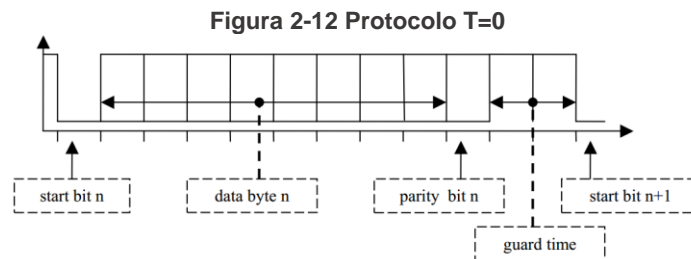 Figura 2-12 Protocolo T=0
start bit n
data byte n
parity bit n
start bit n+1
guard time